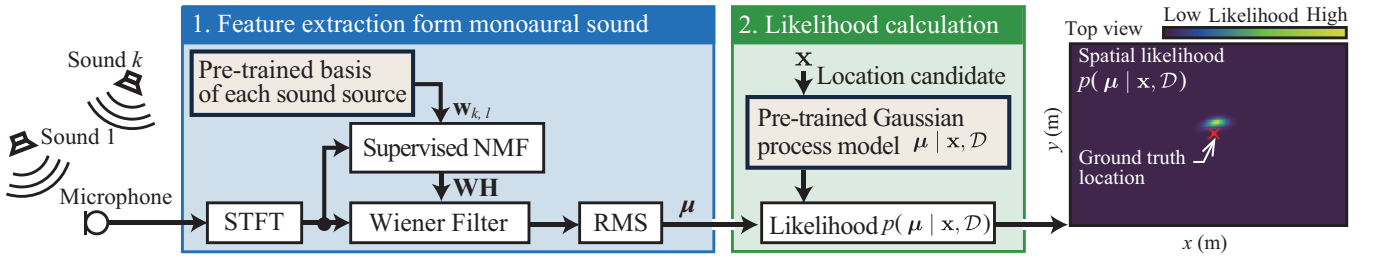 Sound k
Sound 1
Microphone
1. Feature extraction form monoaural sound
Pre-trained basis
of each sound source
w_{k, l}
Supervised NMF
WH
STFT
Wiener Filter
RMS
μ
2. Likelihood calculation
x
Location candidate
Pre-trained Gaussian
process model μ | x, 𝒟
Likelihood p( μ | x, 𝒟)
Low Likelihood High
Top view
Spatial likelihood
p( μ | x, 𝒟)
Ground truth
location
y (m)
x (m)